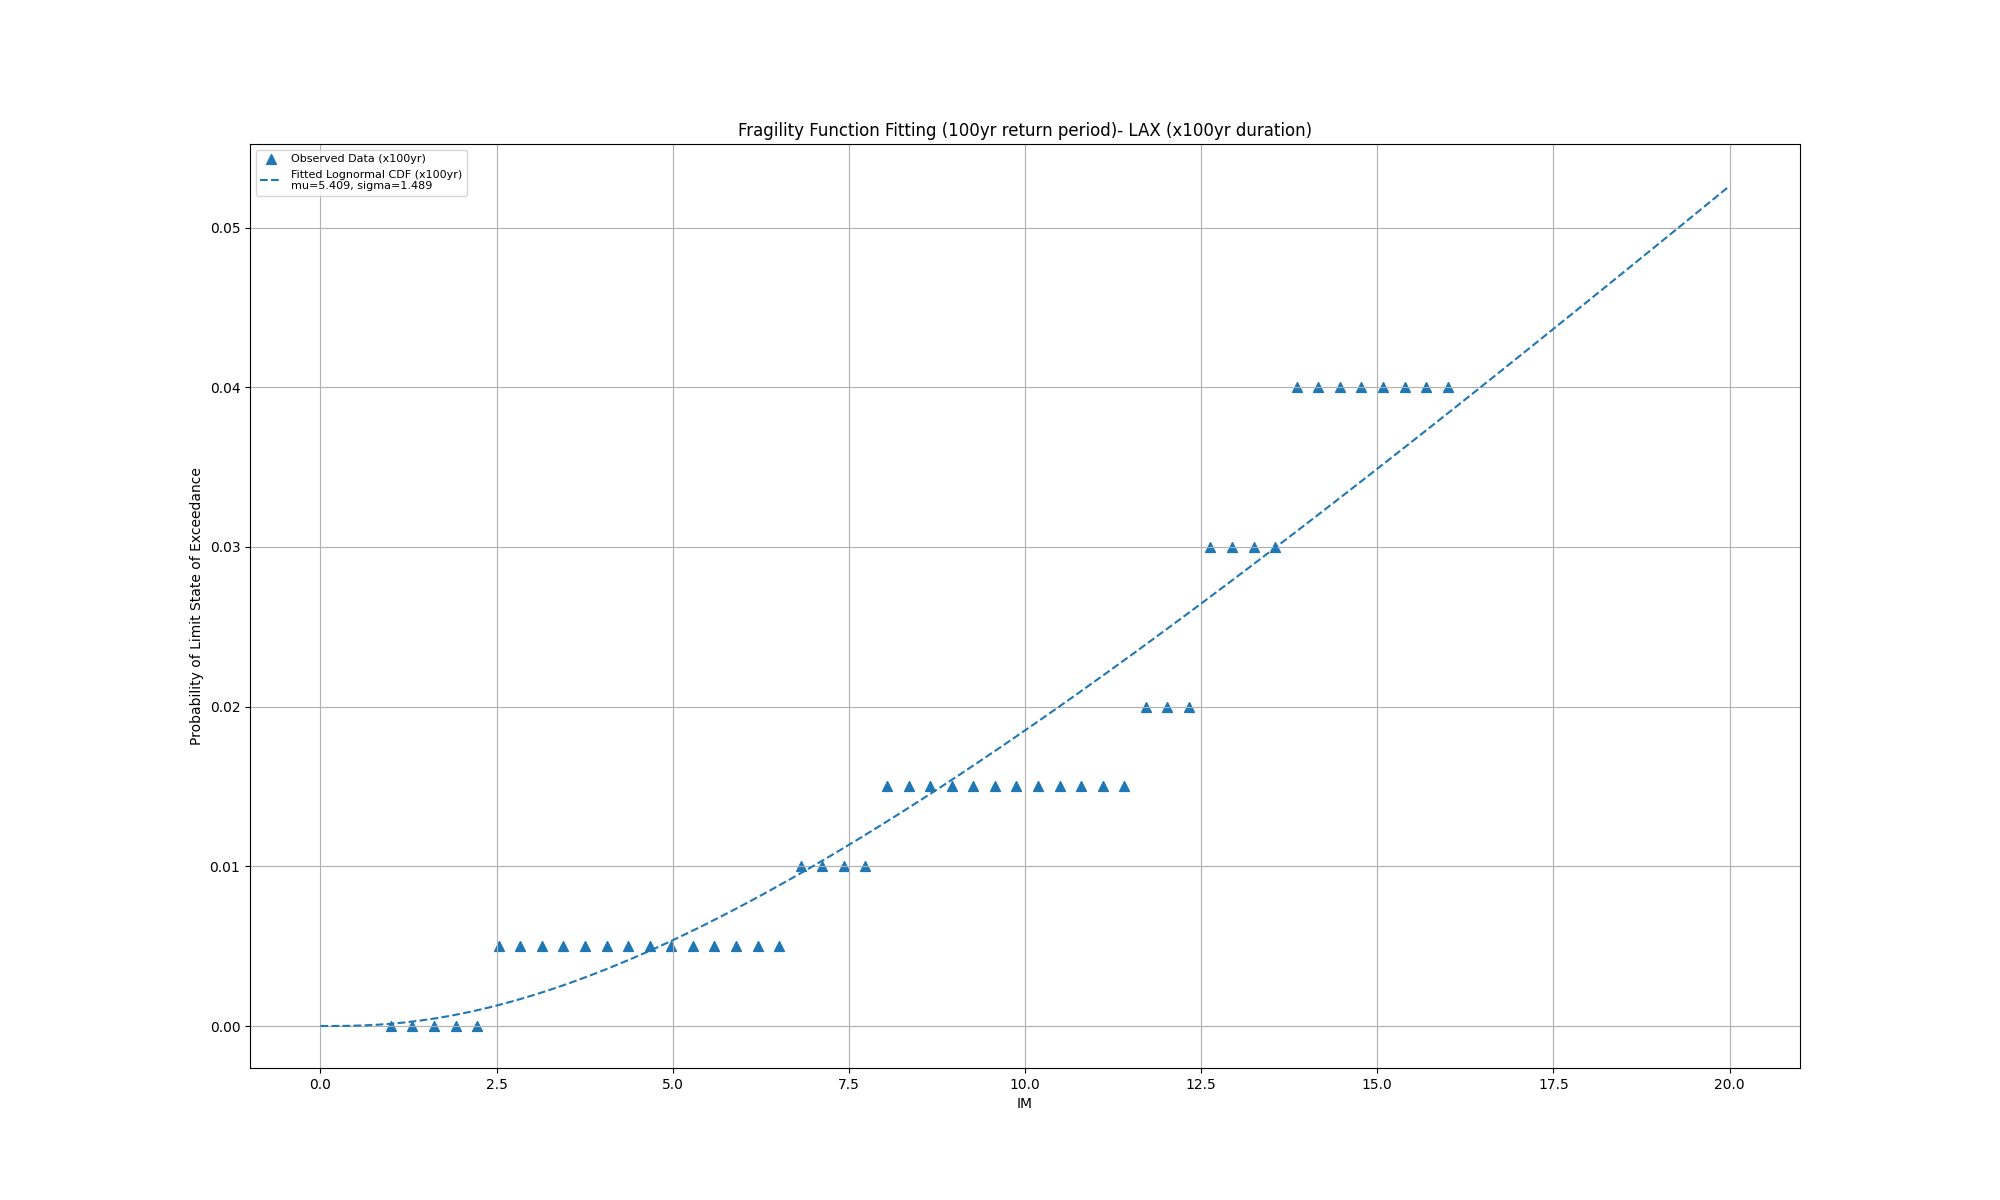 Fragility Function Fitting (100yr return period)- LAX (x100yr duration)
Observed Data (x100yr)
Fitted Lognormal CDF (x100yr)
mu=5.409, sigma=1.489
0.05
0.04
0.03
0.02
0.01
0.00
Probability of Limit State of Exceedance
0.0 2.5 5.0 7.5 10.0 12.5 15.0 17.5 20.0
IM